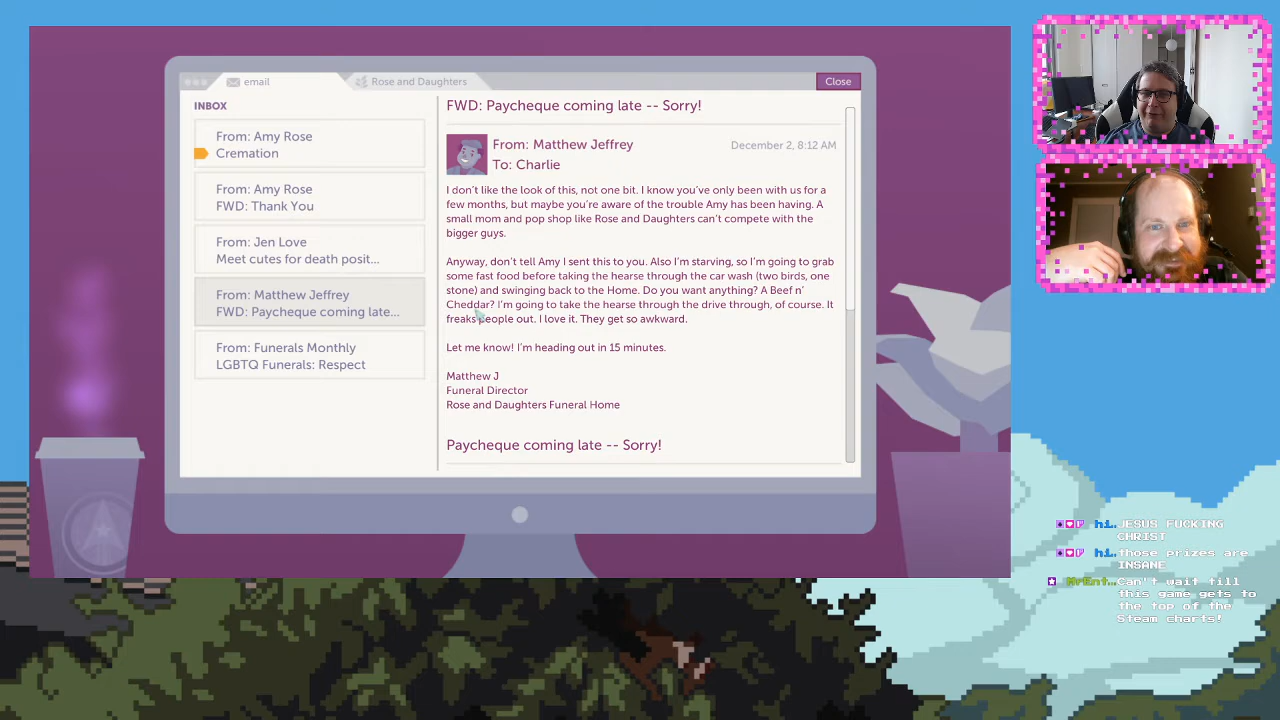 email
Rose and Daughters
Close
INBOX
From: Amy Rose
Cremation
From: Amy Rose
FWD: Thank You
From: Jen Love
Meet cutes for death posit...
From: Matthew Jeffrey
FWD: Paycheque coming late...
From: Funerals Monthly
LGBTQ Funerals: Respect
FWD: Paycheque coming late -- Sorry!
From: Matthew Jeffrey
December 2, 8:12 AM
To: Charlie
I don't like the look of this, not one bit. I know you've only been with us for a
few months, but maybe you're aware of the trouble Amy has been having. A
small mom and pop shop like Rose and Daughters can't compete with the
bigger guys.
Anyway, don't tell Amy I sent this to you. Also I'm starving, so I'm going to grab
some fast food before taking the hearse through the car wash (two birds, one
stone) and swinging back to the Home. Do you want anything? A Beef n'
Cheddar? I'm going to take the hearse through the drive through, of course. It
freaks people out. I love it. They get so awkward.
Let me know! I'm heading out in 15 minutes.
Matthew J
Funeral Director
Rose and Daughters Funeral Home
Paycheque coming late -- Sorry!
hi… JESUS FUCKING
CHRIST
hi… those prizes are
INSANE
MrEnt… Can't wait till
this game gets to
the top of the
Steam charts!